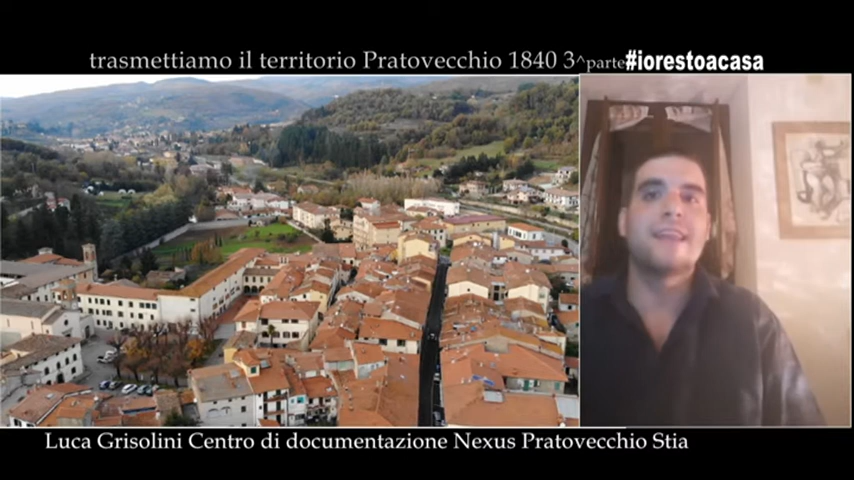 trasmettiamo il territorio Pratovecchio 1840 3^parte#iorestoacasa
Luca Grisolini Centro di documentazione Nexus Pratovecchio Stia